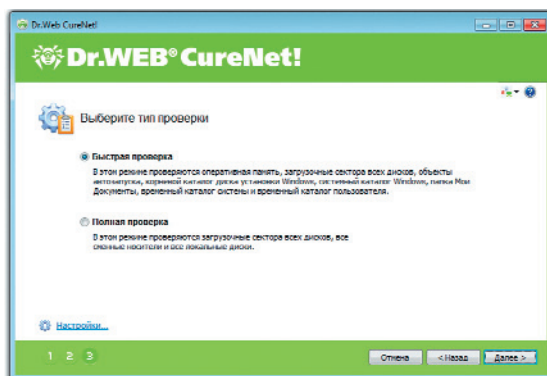 Dr.Web CureNet!
Dr.WEB® CureNet!
Выберите тип проверки
Быстрая проверка
В этом режиме проверяются оперативная память, загрузочные сектора всех дисков, объекты
автозапуска, корневой каталог диска установки Windows, системный каталог Windows, папка Мои
Документы, временный каталог системы и временный каталог пользователя.
Полная проверка
В этом режиме проверяются загрузочные сектора всех дисков, все
сменные носители и все локальные диски.
Настройки...
1 2 3
Отмена
< Назад
Далее >